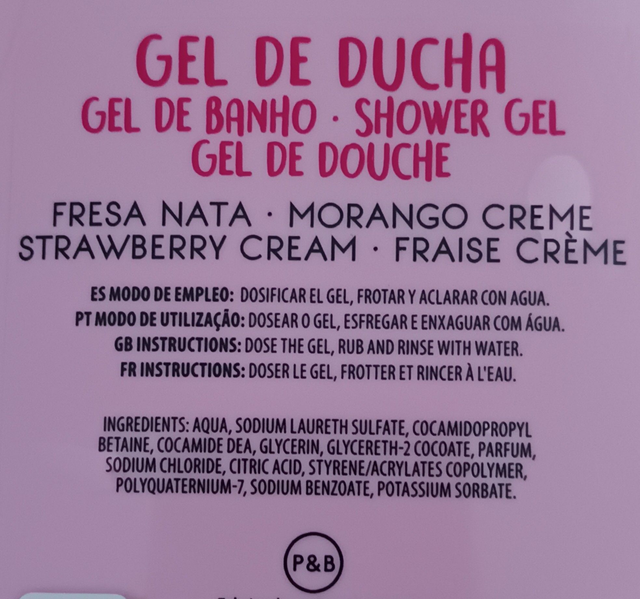 GEL DE DUCHA
GEL DE BANHO · SHOWER GEL
GEL DE DOUCHE
FRESA NATA · MORANGO CREME
STRAWBERRY CREAM · FRAISE CRÈME
ES MODO DE EMPLEO: DOSIFICAR EL GEL, FROTAR Y ACLARAR CON AGUA.
PT MODO DE UTILIZAÇÃO: DOSEAR O GEL, ESFREGAR E ENXAGUAR COM ÁGUA.
GB INSTRUCTIONS: DOSE THE GEL, RUB AND RINSE WITH WATER.
FR INSTRUCTIONS: DOSER LE GEL, FROTTER ET RINCER À L'EAU.
INGREDIENTS: AQUA, SODIUM LAURETH SULFATE, COCAMIDOPROPYL
BETAINE, COCAMIDE DEA, GLYCERIN, GLYCERETH-2 COCOATE, PARFUM,
SODIUM CHLORIDE, CITRIC ACID, STYRENE/ACRYLATES COPOLYMER,
POLYQUATERNIUM-7, SODIUM BENZOATE, POTASSIUM SORBATE.
P&B